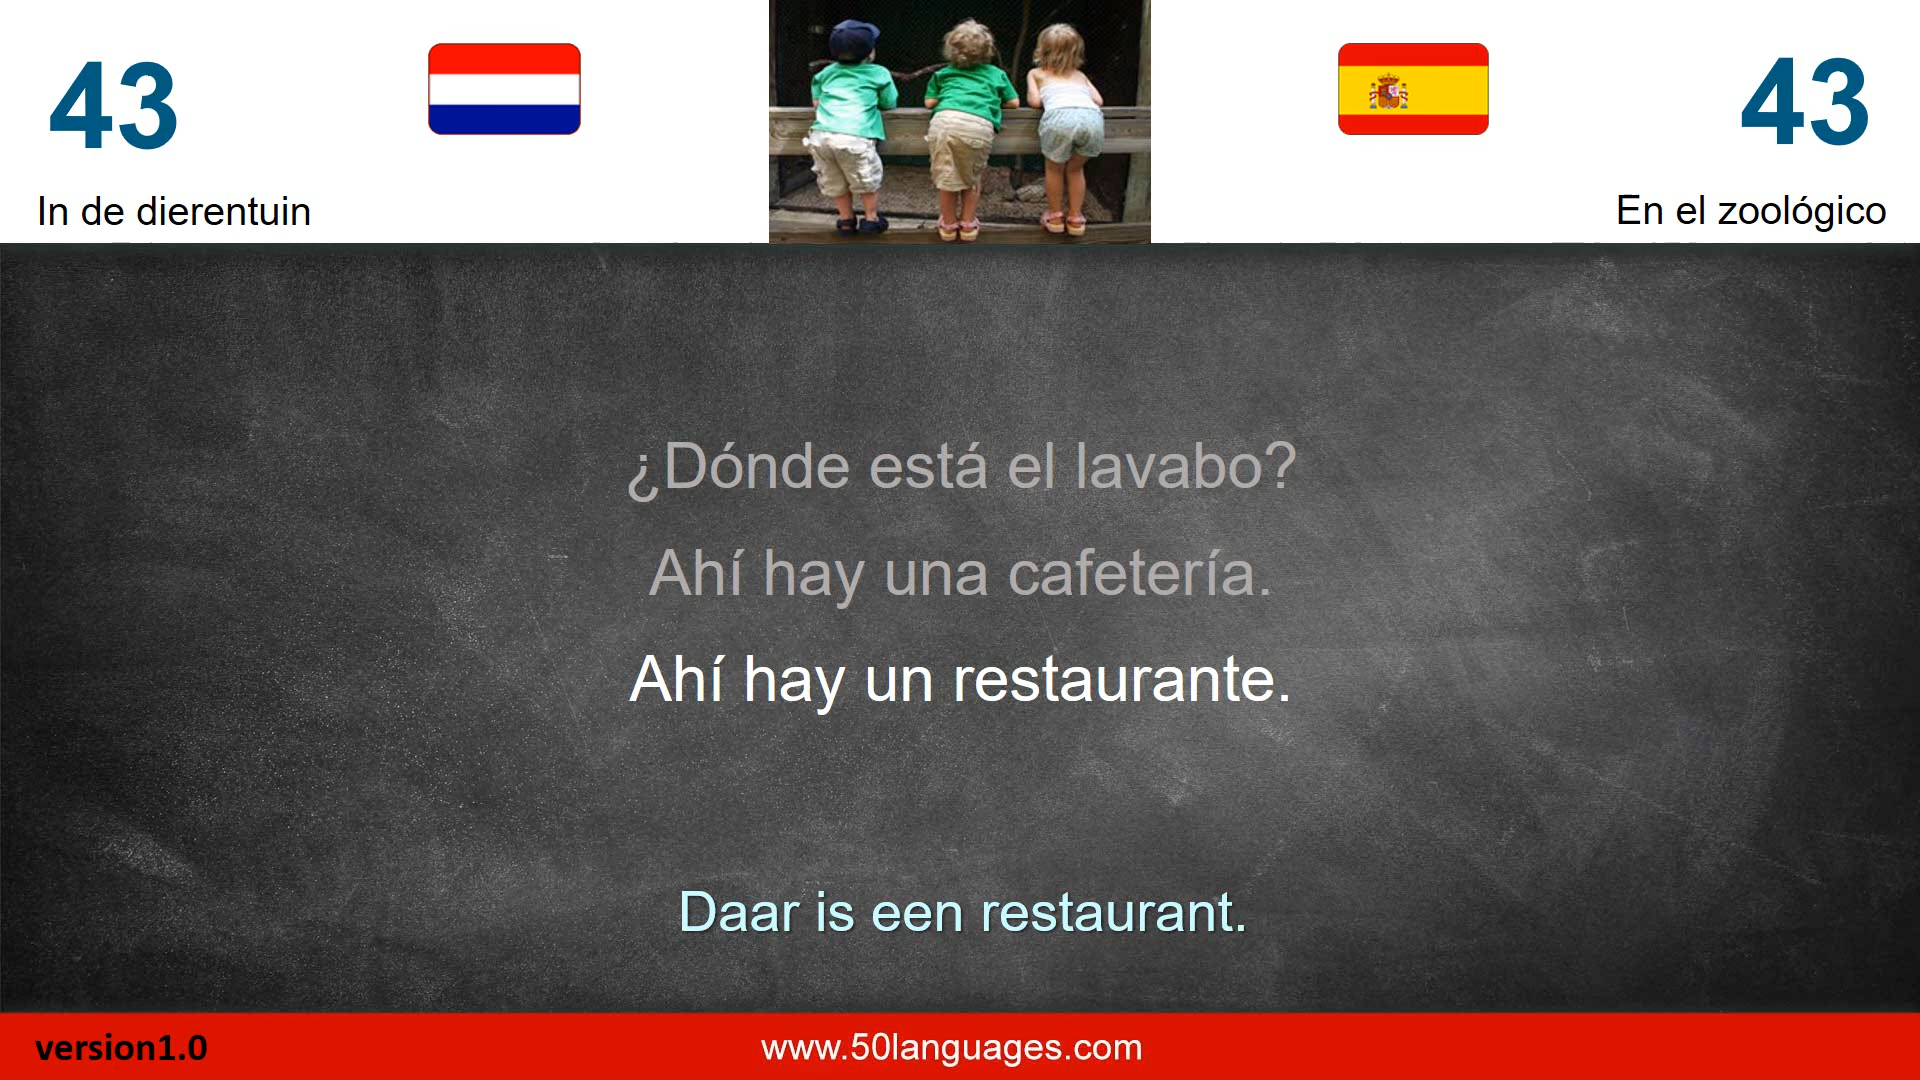 43
43
In de dierentuin
En el zoológico
¿Dónde está el lavabo?
Ahí hay una cafetería.
Ahí hay un restaurante.
Daar is een restaurant.
version1.0
www.50languages.com